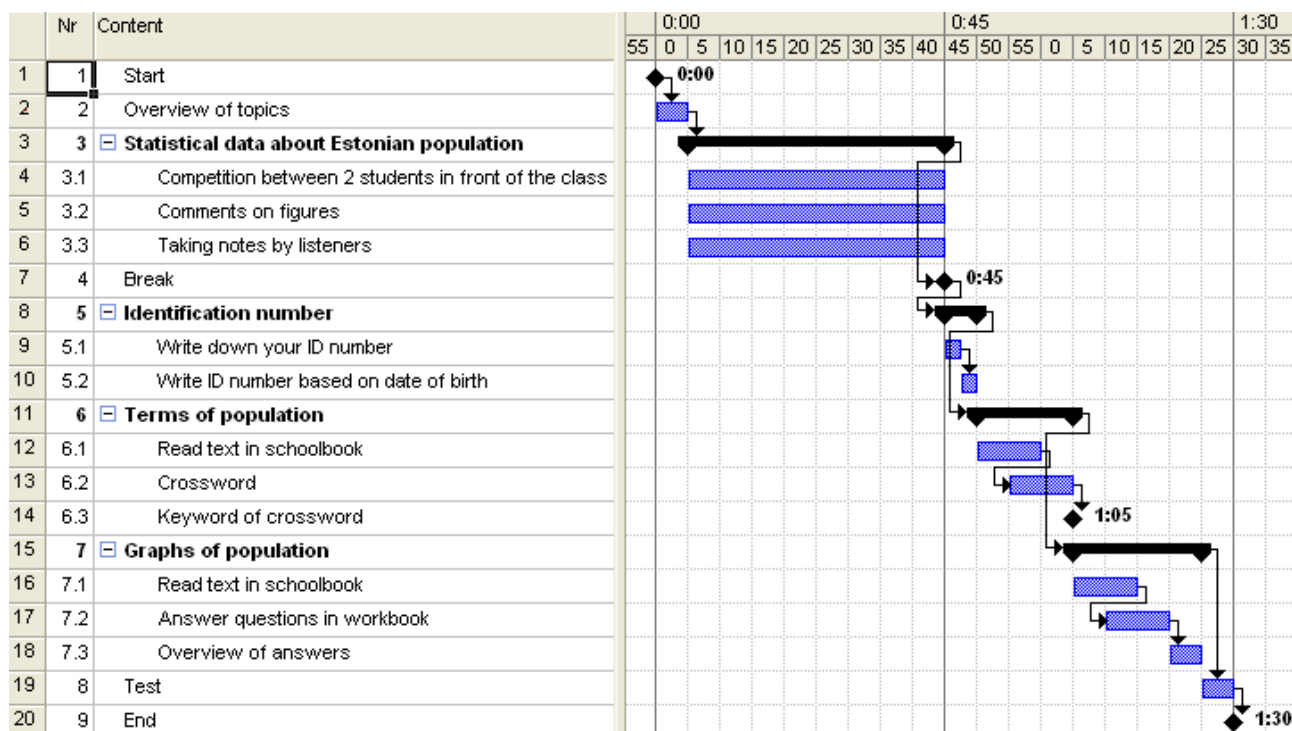 Nr Content 0:00 0:45 1:30
55 0 5 10 15 20 25 30 35 40 45 50 55 0 5 10 15 20 25 30 35
1 1 Start 0:00
2 2 Overview of topics
3 3 Statistical data about Estonian population
4 3.1 Competition between 2 students in front of the class
5 3.2 Comments on figures
6 3.3 Taking notes by listeners
7 4 Break 0:45
8 5 Identification number
9 5.1 Write down your ID number
10 5.2 Write ID number based on date of birth
11 6 Terms of population
12 6.1 Read text in schoolbook
13 6.2 Crossword
14 6.3 Keyword of crossword 1:05
15 7 Graphs of population
16 7.1 Read text in schoolbook
17 7.2 Answer questions in workbook
18 7.3 Overview of answers
19 8 Test
20 9 End 1:30